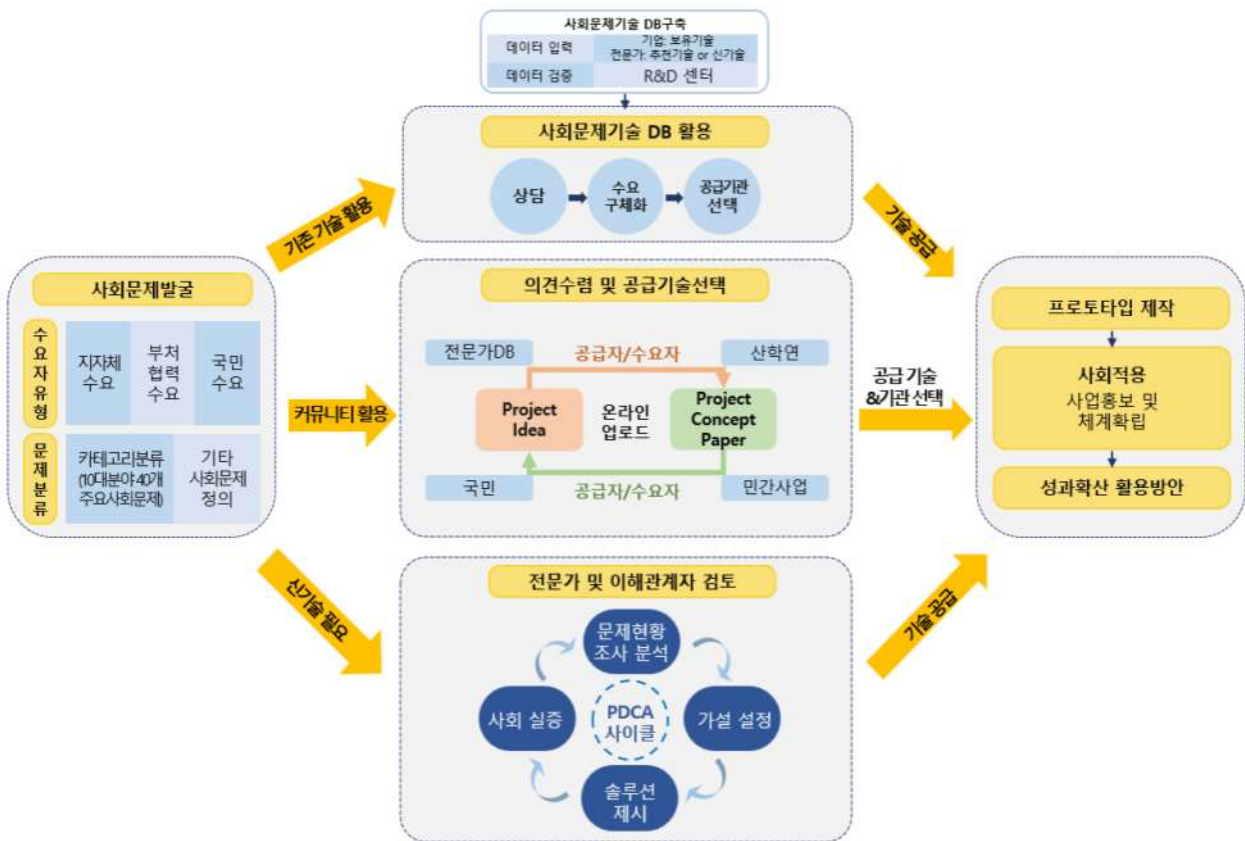 사회문제기술 DB구축
데이터 입력
기업: 보유기술
전문가: 추천기술 or 신기술
데이터 검증
R&D 센터
사회문제기술 DB 활용
상담
수요
구체화
공급기관
선택
기존 기술 활용
기술 공급
사회문제발굴
수요자유형
지자체
수요
부처
협력
수요
국민
수요
문제분류
카테고리분류
(10대분야 40개
주요사회문제)
기타
사회문제
정의
커뮤니티 활용
의견수렴 및 공급기술선택
전문가DB
공급자/수요자
산학연
Project
Idea
온라인
업로드
Project
Concept
Paper
국민
공급자/수요자
민간사업
공급 기술
&기관 선택
프로토타입 제작
사회적용
사업홍보 및
체계확립
성과확산 활용방안
신기술 필요
전문가 및 이해관계자 검토
문제현황
조사 분석
사회 실증
PDCA
사이클
가설 설정
솔루션
제시
기술 공급